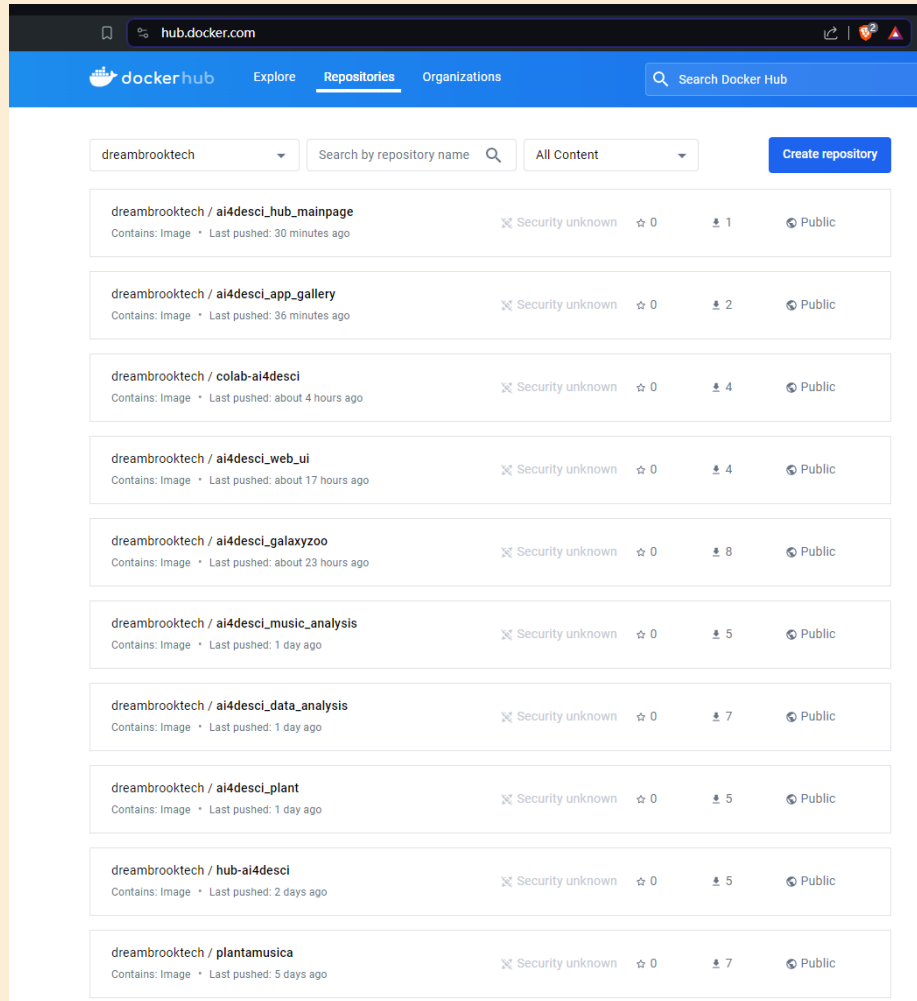 hub.docker.com
2
dockerhub Explore Repositories Organizations Search Docker Hub
dreambrooktech Search by repository name All Content Create repository
dreambrooktech / ai4desci_hub_mainpage
Security unknown 0 1 Public
Contains: Image • Last pushed: 30 minutes ago
dreambrooktech / ai4desci_app_gallery
Security unknown 0 2 Public
Contains: Image • Last pushed: 36 minutes ago
dreambrooktech / colab-ai4desci
Security unknown 0 4 Public
Contains: Image • Last pushed: about 4 hours ago
dreambrooktech / ai4desci_web_ui
Security unknown 0 4 Public
Contains: Image • Last pushed: about 17 hours ago
dreambrooktech / ai4desci_galaxyzoo
Security unknown 0 8 Public
Contains: Image • Last pushed: about 23 hours ago
dreambrooktech / ai4desci_music_analysis
Security unknown 0 5 Public
Contains: Image • Last pushed: 1 day ago
dreambrooktech / ai4desci_data_analysis
Security unknown 0 7 Public
Contains: Image • Last pushed: 1 day ago
dreambrooktech / ai4desci_plant
Security unknown 0 5 Public
Contains: Image • Last pushed: 1 day ago
dreambrooktech / hub-ai4desci
Security unknown 0 5 Public
Contains: Image • Last pushed: 2 days ago
dreambrooktech / plantamusica
Security unknown 0 7 Public
Contains: Image • Last pushed: 5 days ago